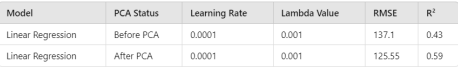 Model PCA Status Learning Rate Lambda Value RMSE R²
Linear Regression Before PCA 0.0001 0.001 137.1 0.43
Linear Regression After PCA 0.0001 0.001 125.55 0.59